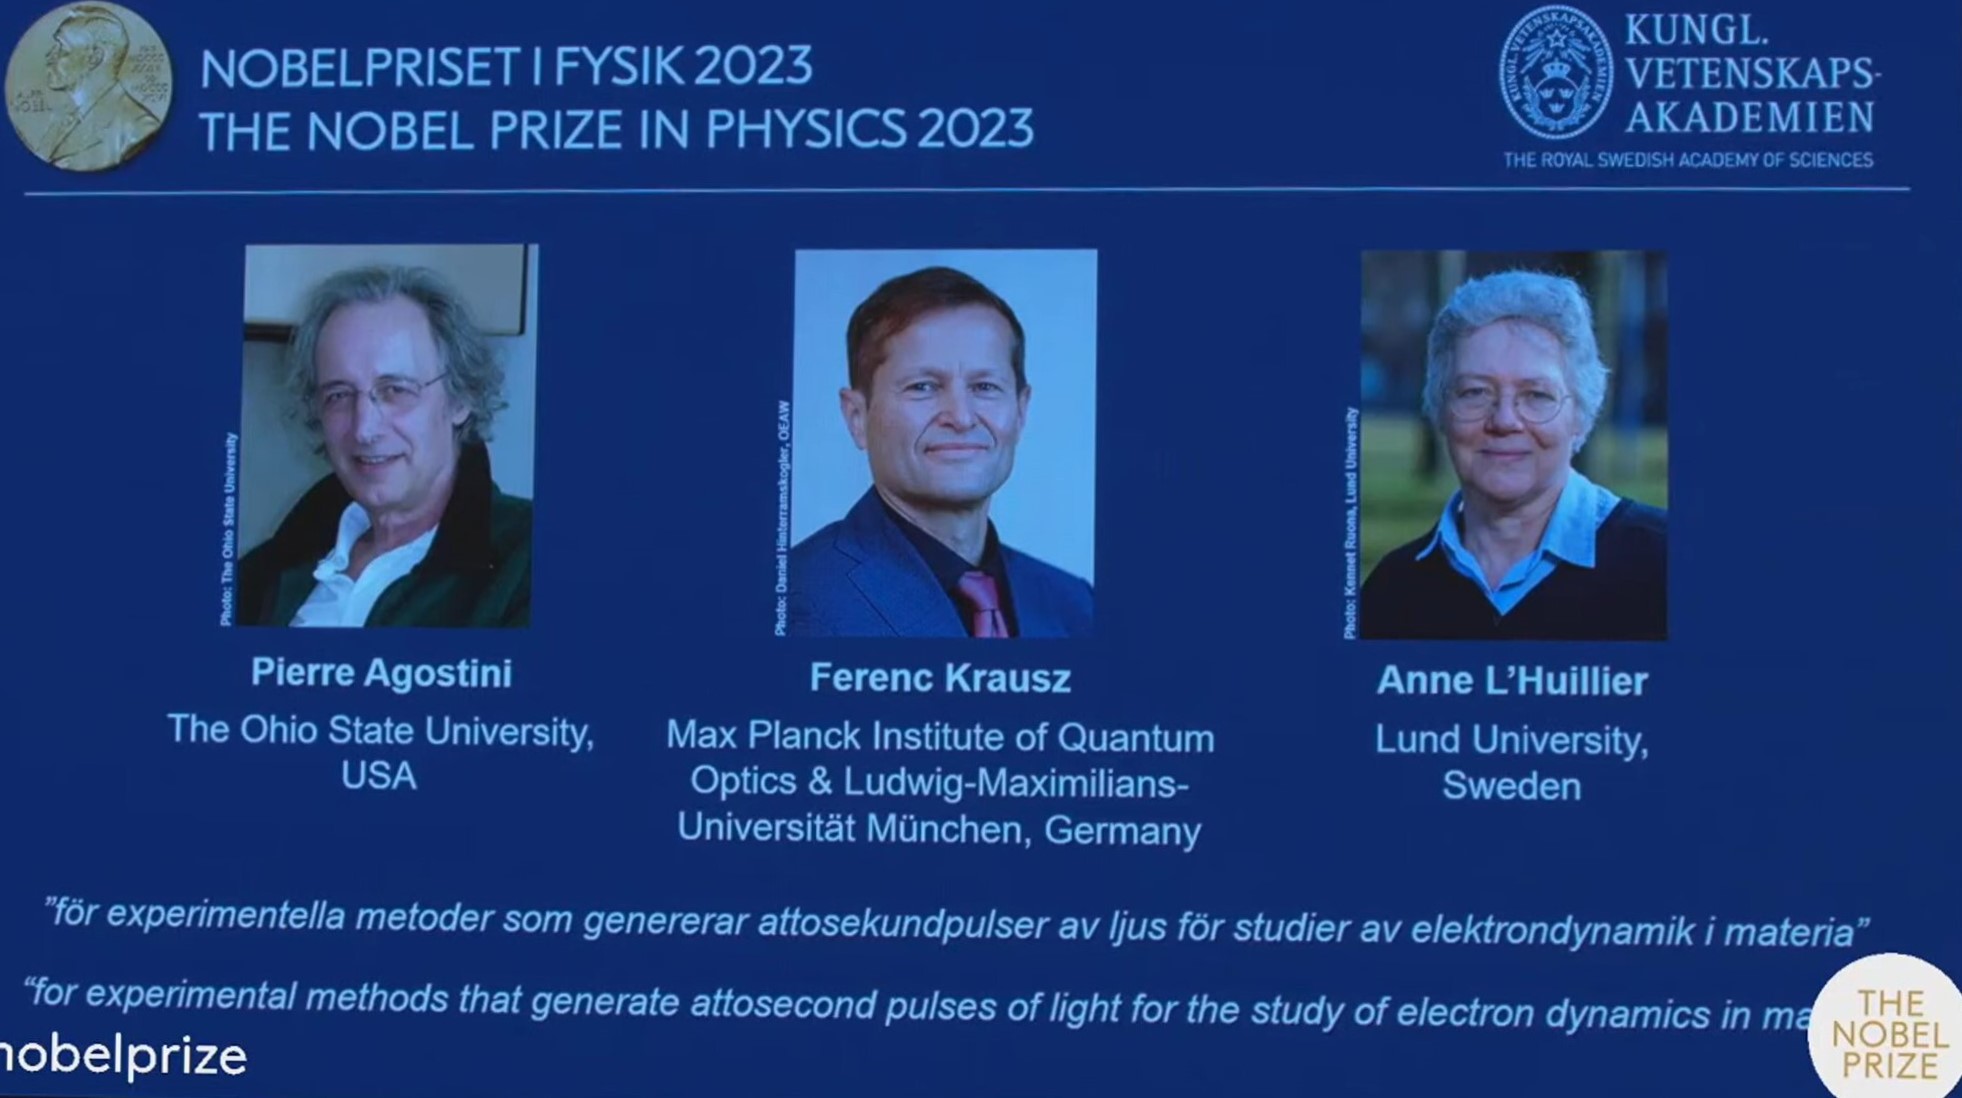 NOBELPRISET I FYSIK 2023
THE NOBEL PRIZE IN PHYSICS 2023
KUNGL.
VETENSKAPS-
AKADEMIEN
THE ROYAL SWEDISH ACADEMY OF SCIENCES
Photo: The Ohio State University
Photo: Daniel Hinterramskogler, OEAW
Photo: Kennet Ruona, Lund University
Pierre Agostini
The Ohio State University,
USA
Ferenc Krausz
Max Planck Institute of Quantum
Optics & Ludwig-Maximilians-
Universität München, Germany
Anne L’Huillier
Lund University,
Sweden
”för experimentella metoder som genererar attosekundpulser av ljus för studier av elektrondynamik i materia”
“for experimental methods that generate attosecond pulses of light for the study of electron dynamics in ma
nobelprize
THE
NOBEL
PRIZE